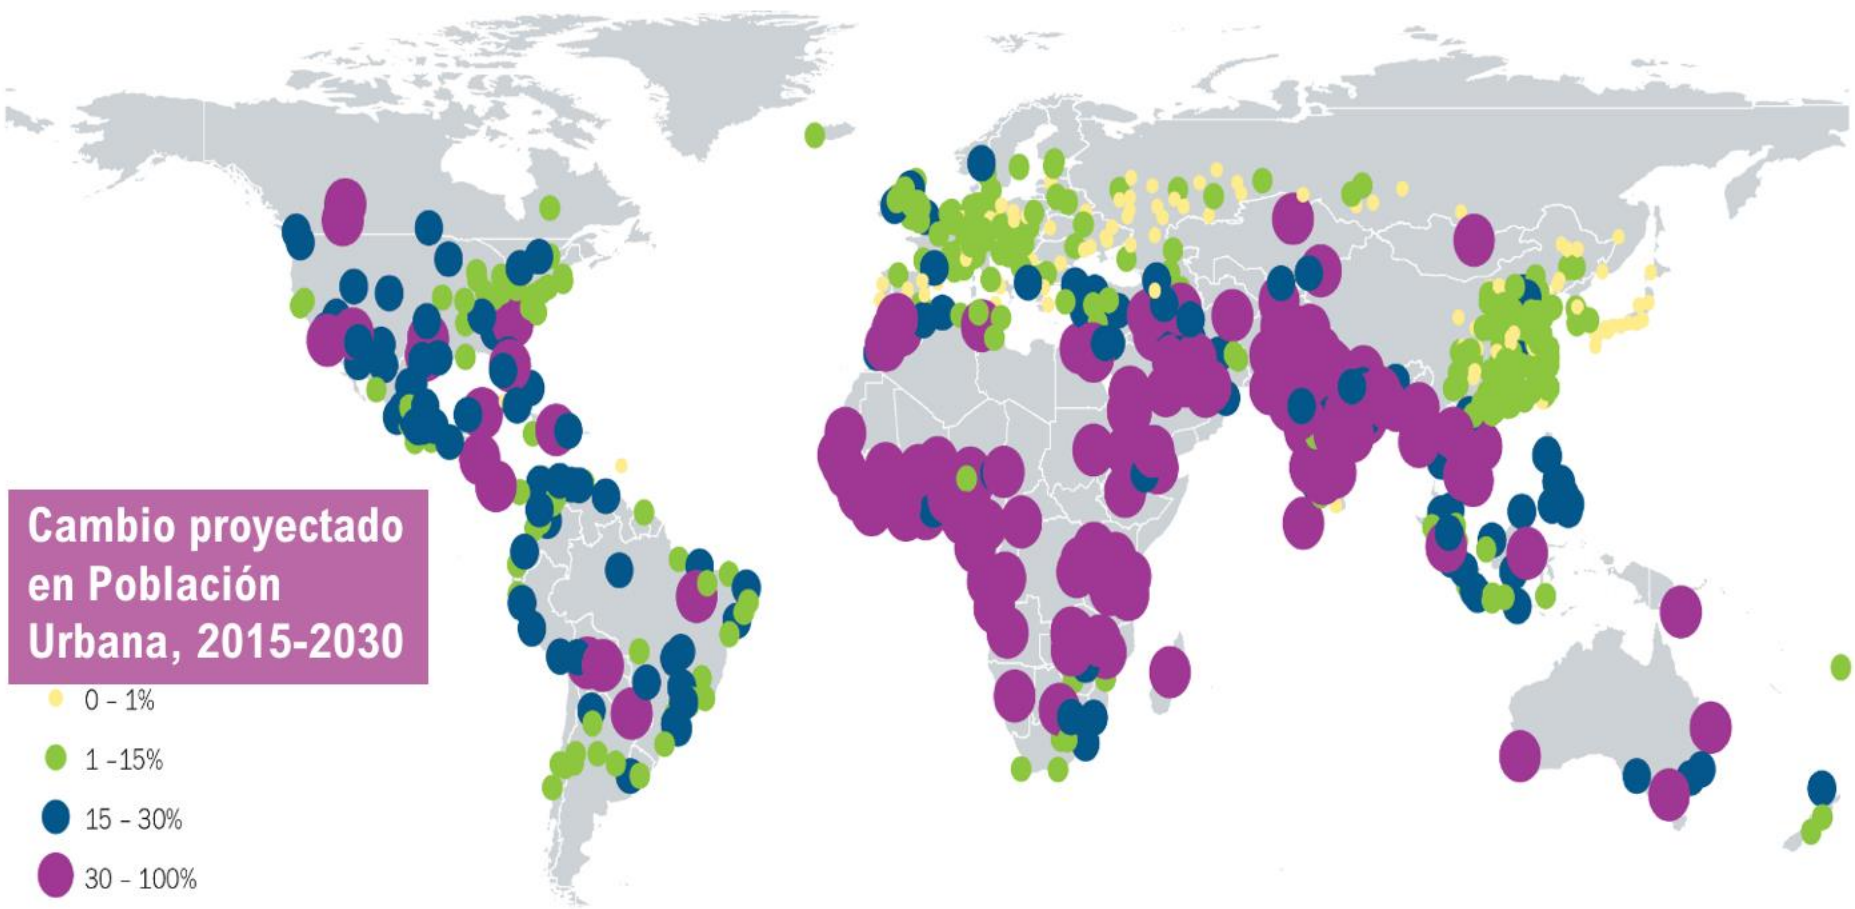 Cambio proyectado
en Población
Urbana, 2015-2030
0 – 1%
1 –15%
15 – 30%
30 – 100%